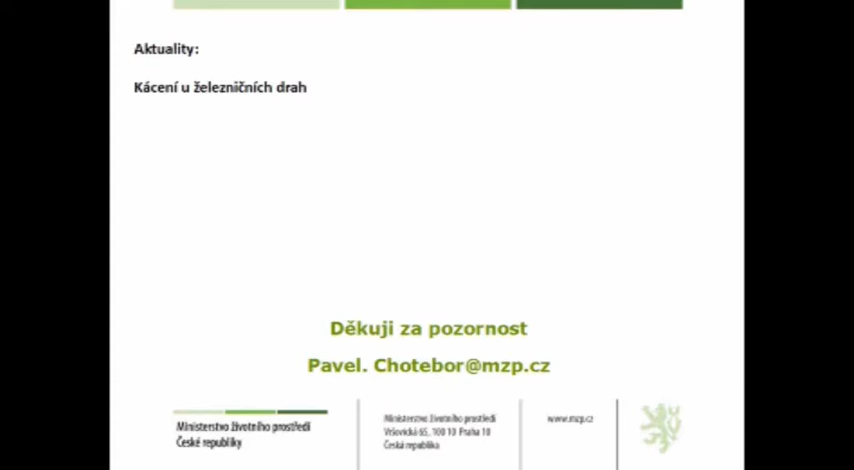 Aktuality:
Kácení u železničních drah
Děkuji za pozornost
Pavel. Chotebor@mzp.cz
Ministerstvo životního prostředí
České republiky
Ministerstvo životního prostředí
Vršovická 65, 100 10 Praha 10
Česká republika
www.mzp.cz